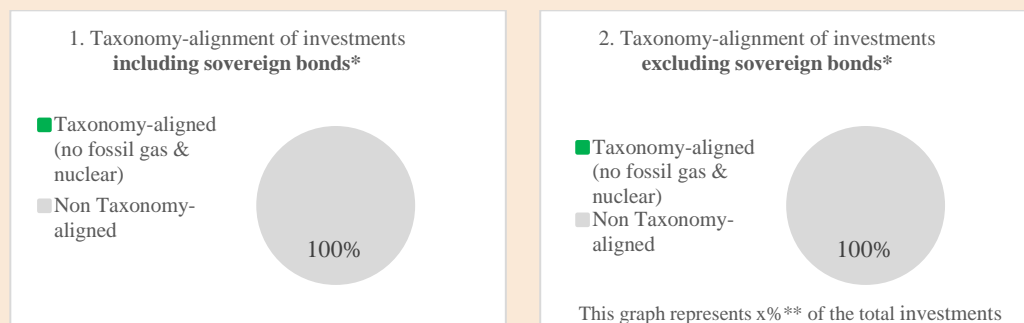 1. Taxonomy-alignment of investments
including sovereign bonds*
Taxonomy-aligned
(no fossil gas &
nuclear)
Non Taxonomy-
aligned
100%
2. Taxonomy-alignment of investments
excluding sovereign bonds*
Taxonomy-aligned
(no fossil gas &
nuclear)
Non Taxonomy-
aligned
100%
This graph represents x%** of the total investments